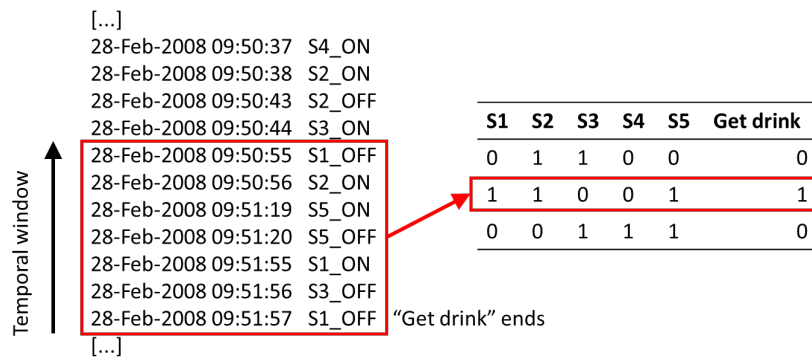 [...]
28-Feb-2008 09:50:37 S4_ON
28-Feb-2008 09:50:38 S2_ON
28-Feb-2008 09:50:43 S2_OFF
28-Feb-2008 09:50:44 S3_ON
28-Feb-2008 09:50:55 S1_OFF
28-Feb-2008 09:50:56 S2_ON
28-Feb-2008 09:51:19 S5_ON
28-Feb-2008 09:51:20 S5_OFF
28-Feb-2008 09:51:55 S1_ON
28-Feb-2008 09:51:56 S3_OFF
28-Feb-2008 09:51:57 S1_OFF "Get drink" ends
[...]
Temporal window
S1 S2 S3 S4 S5 Get drink
0 1 1 0 0 0
1 1 0 0 1 1
0 0 1 1 1 0